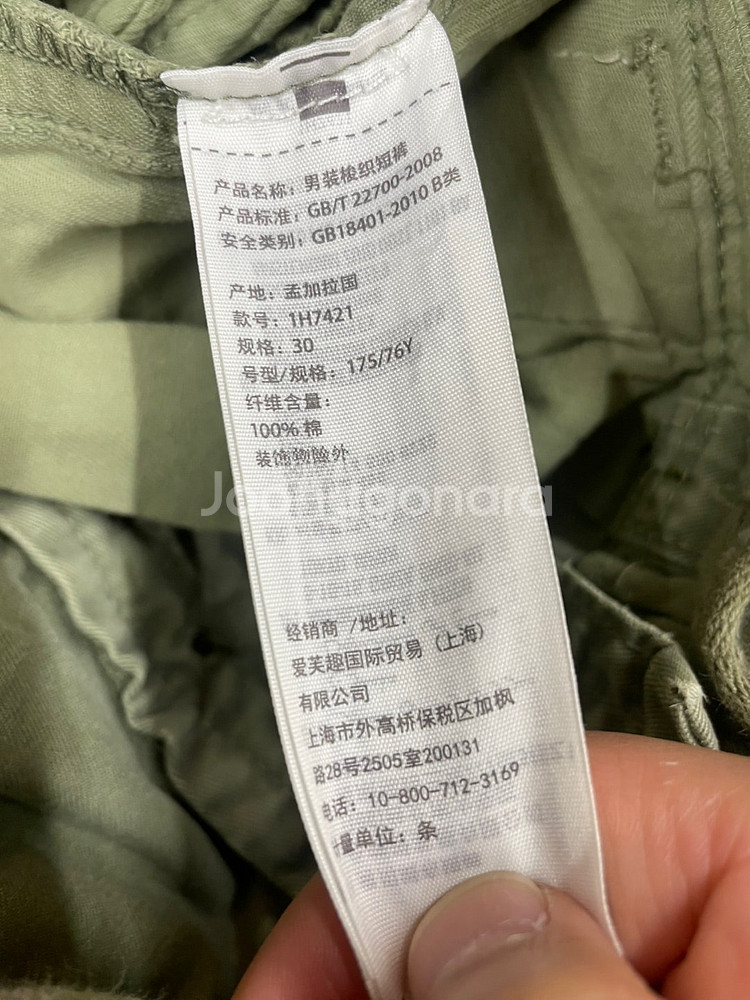 产品名称：男装梭织短裤
产品标准：GB/T 22700-2008
安全类别：GB18401-2010 B类
产地：孟加拉国
款号：1H7421
规格：30
号型/规格：175/76Y
纤维含量：
100% 棉
装饰物除外
Joongonara
经销商 /地址：
爱芙趣国际贸易（上海）
有限公司
上海市外高桥保税区加枫
路28号2505室200131
电话：10-800-712-3169
量单位：条